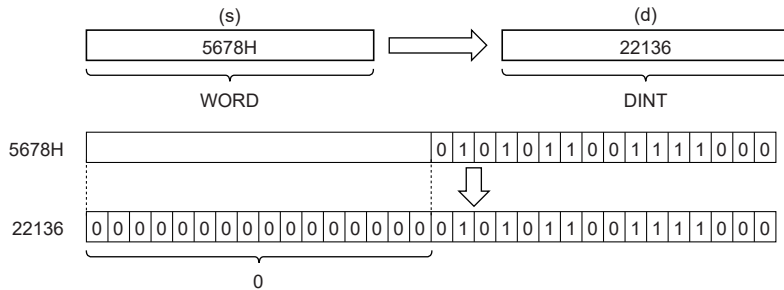 (s) (d)
5678H 22136
WORD DINT
5678H 0 1 0 1 0 1 1 0 0 1 1 1 1 0 0 0
22136 0 0 0 0 0 0 0 0 0 0 0 0 0 0 0 0 0 1 0 1 0 1 1 0 0 1 1 1 1 0 0 0
0